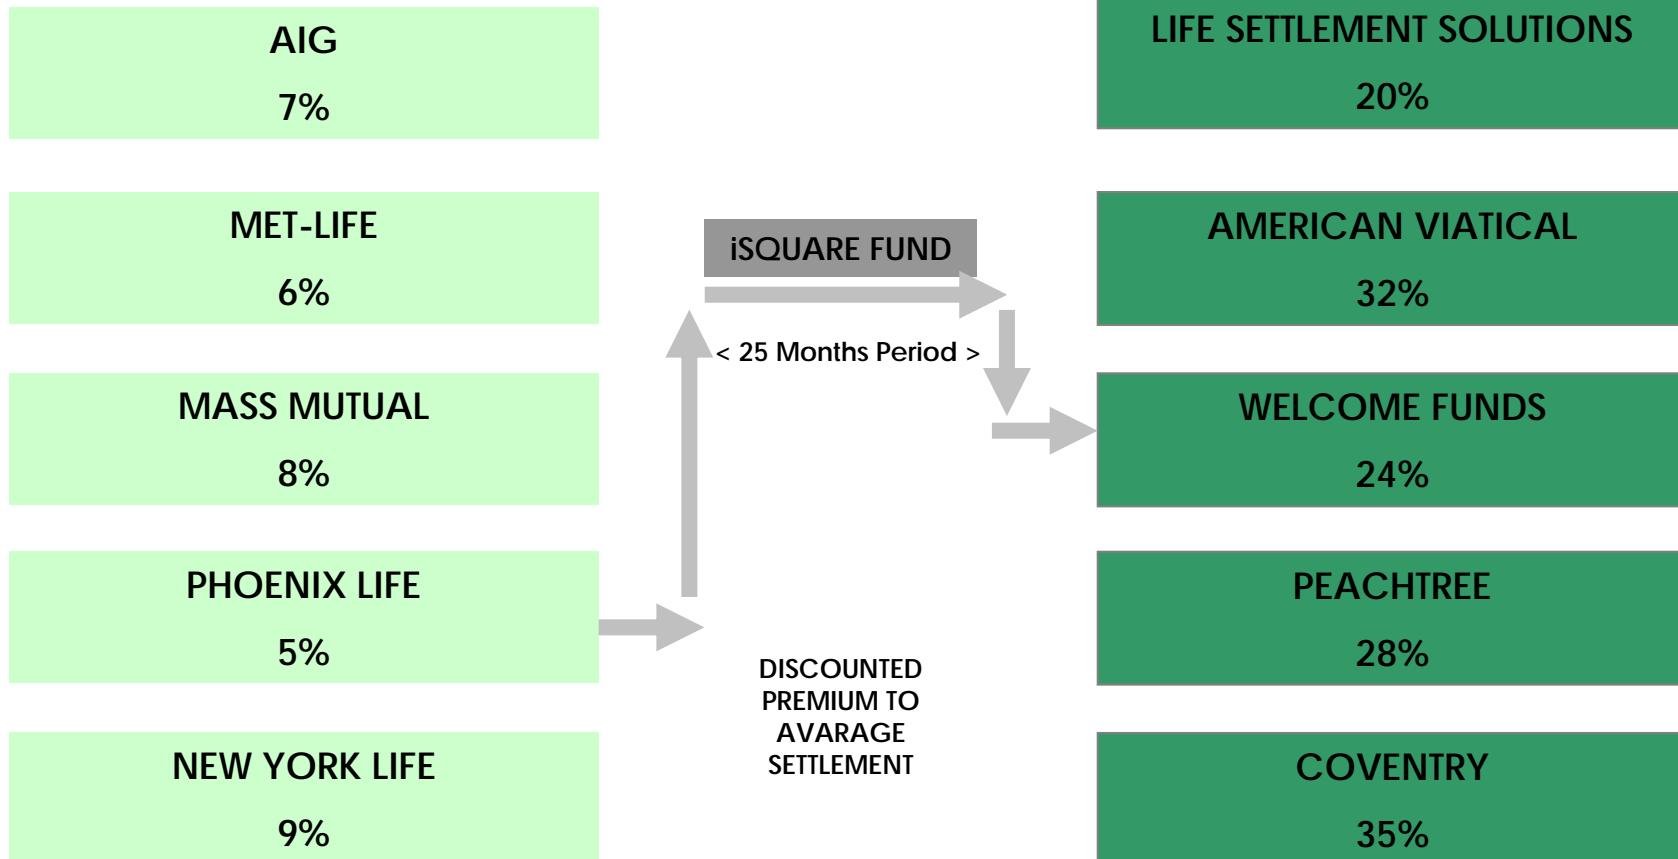 AIG
7%
MET-LIFE
6%
MASS MUTUAL
8%
PHOENIX LIFE
5%
NEW YORK LIFE
9%
iSQUARE FUND
< 25 Months Period >
DISCOUNTED
PREMIUM TO
AVARAGE
SETTLEMENT
LIFE SETTLEMENT SOLUTIONS
20%
AMERICAN VIATICAL
32%
WELCOME FUNDS
24%
PEACHTREE
28%
COVENTRY
35%